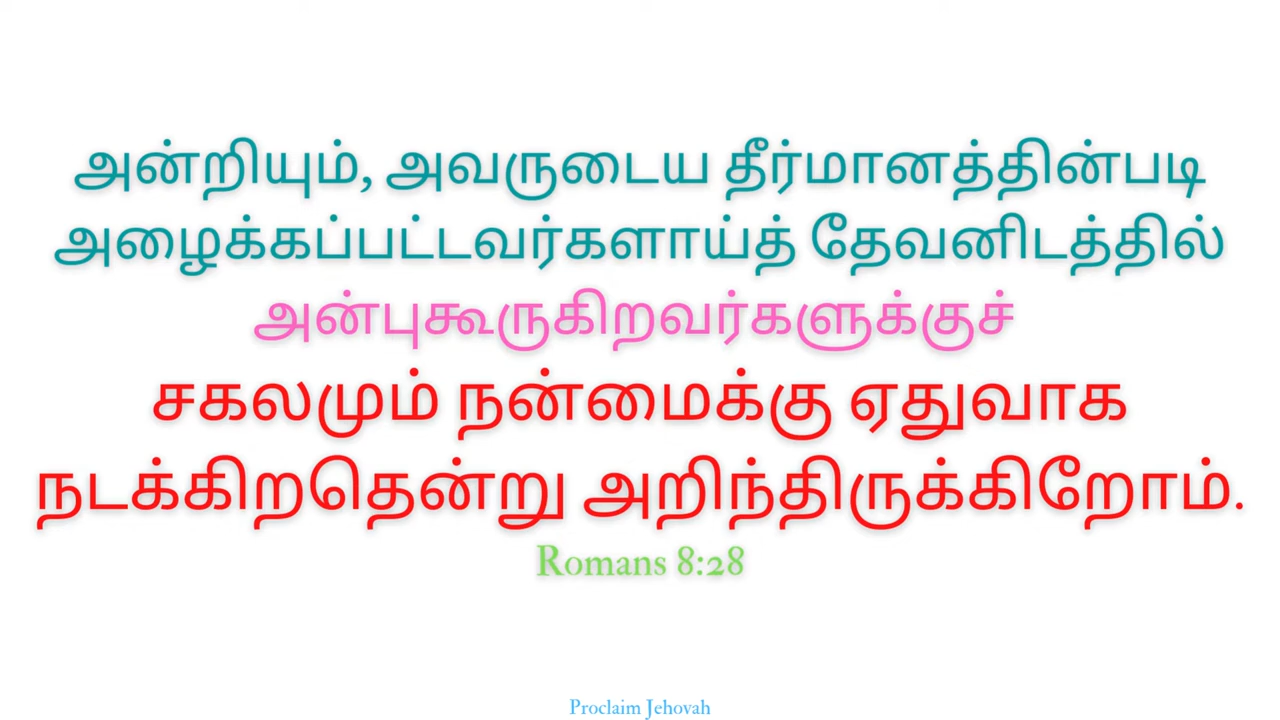 அன்றியும், அவருடைய தீர்மானத்தின்படி
அழைக்கப்பட்டவர்களாய்த் தேவனிடத்தில்
அன்புகூருகிறவர்களுக்குச்
சகலமும் நன்மைக்கு ஏதுவாக
நடக்கிறதென்று அறிந்திருக்கிறோம்.
Romans 8:28
Proclaim Jehovah